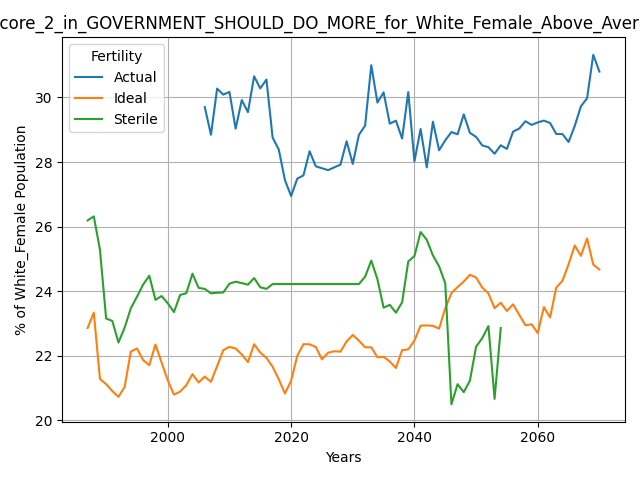 core_2_in_GOVERNMENT_SHOULD_DO_MORE_for_White_Female_Above_Aver
Fertility
Actual
Ideal
Sterile
% of White_Female Population
30
28
26
24
22
20
2000
2020
2040
2060
Years